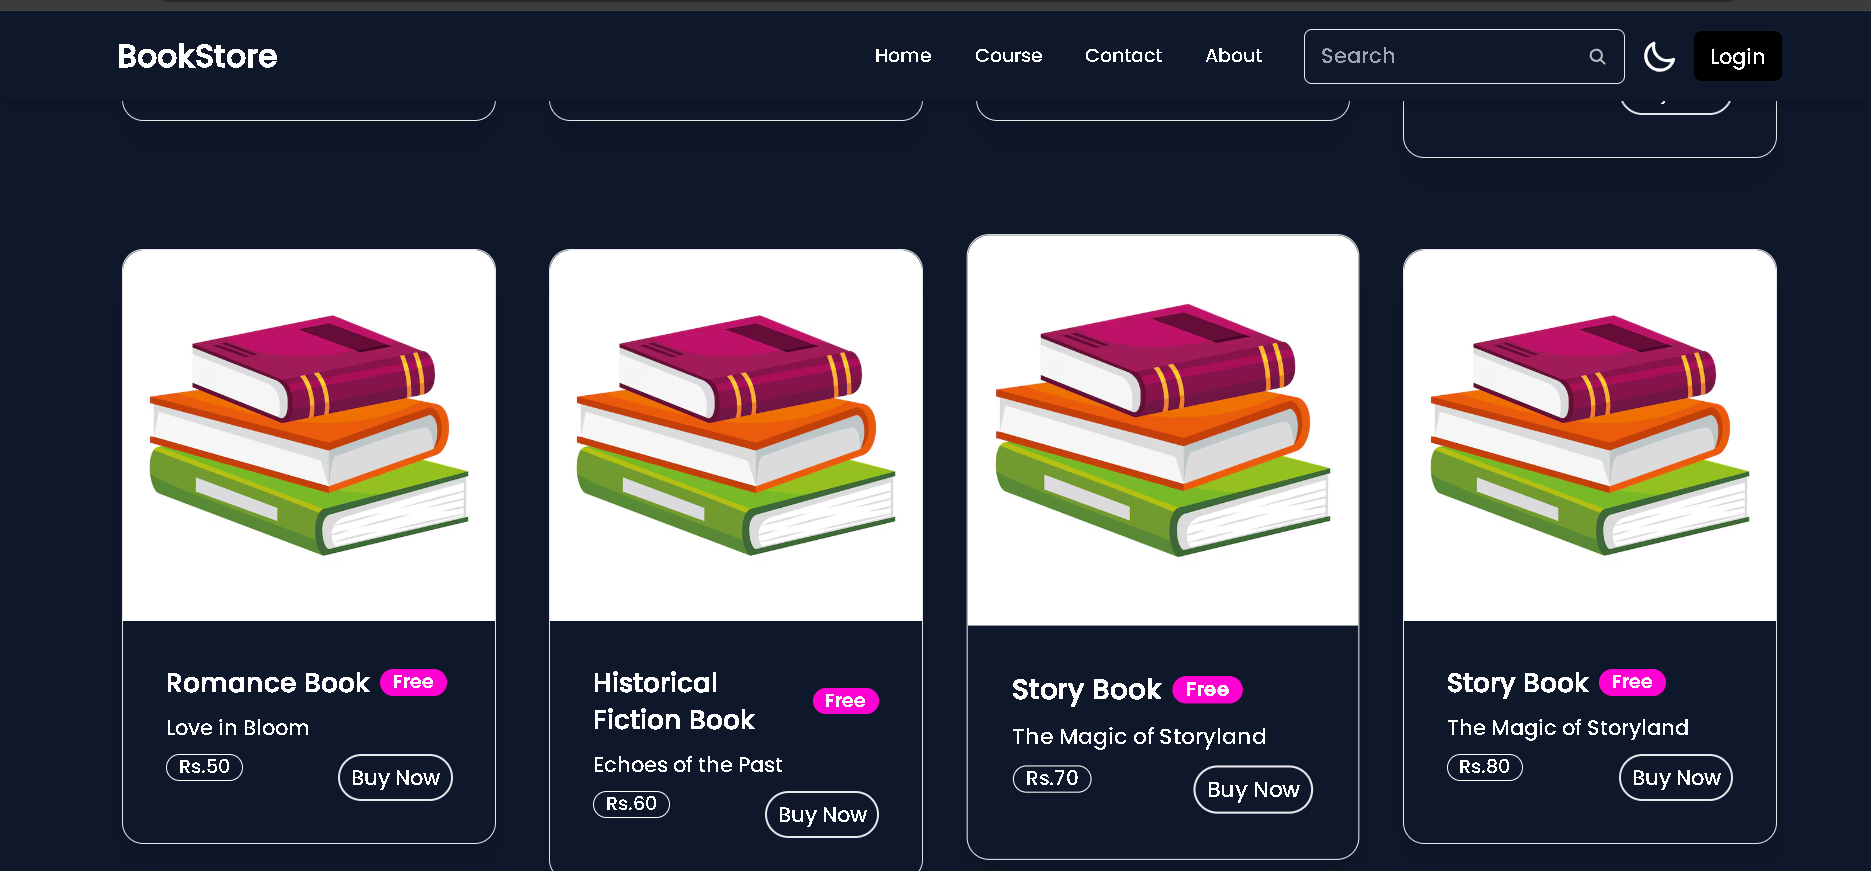 BookStore Home Course Contact About Search Login
Romance Book Free
Love in Bloom
Rs.50
Buy Now
Historical
Fiction Book Free
Echoes of the Past
Rs.60
Buy Now
Story Book Free
The Magic of Storyland
Rs.70
Buy Now
Story Book Free
The Magic of Storyland
Rs.80
Buy Now